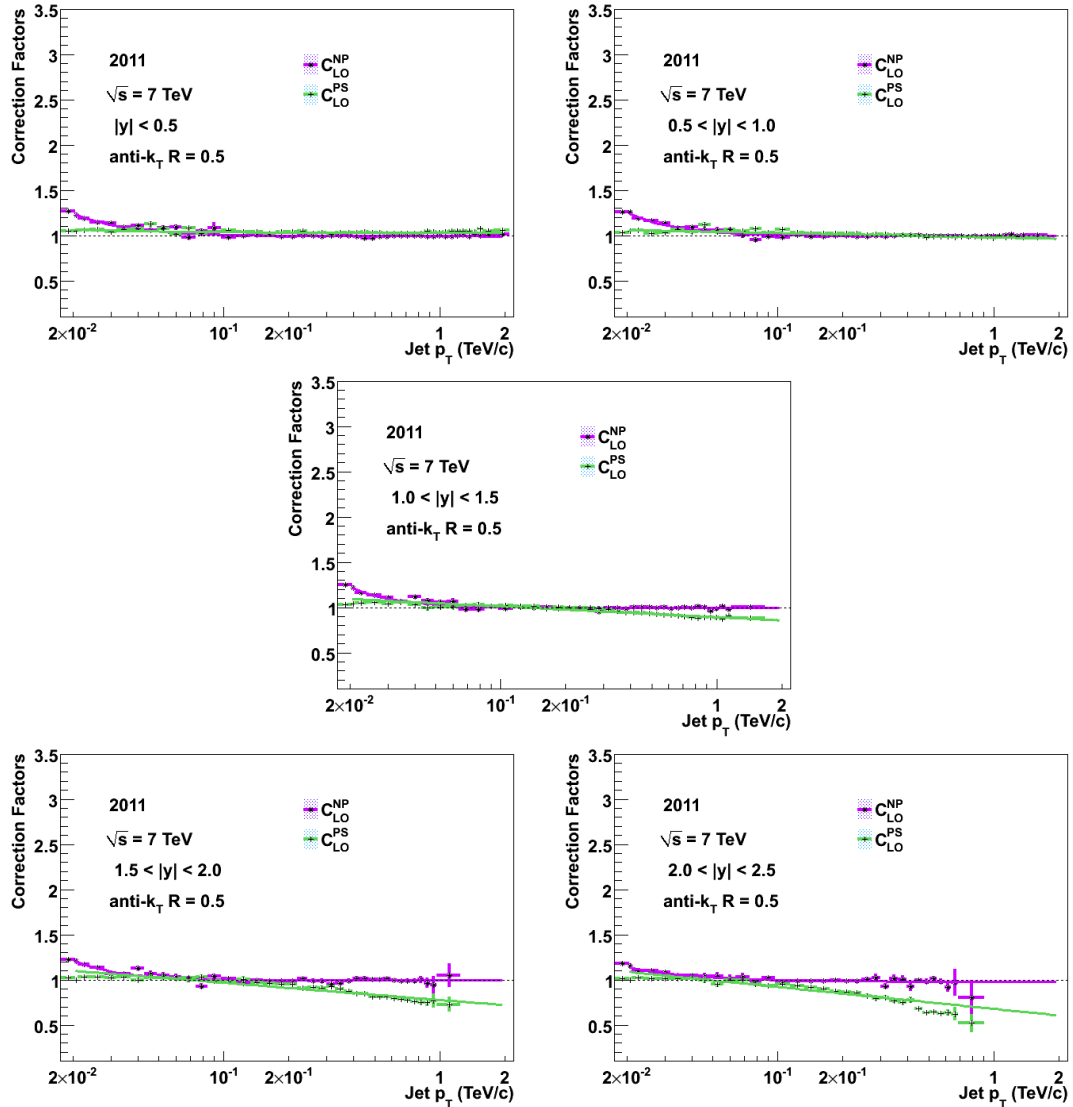 Correction Factors
3.5
3
2.5
2
1.5
1
0.5
2011
√s = 7 TeV
|y| < 0.5
anti-k_T R = 0.5
C_LO^NP
C_LO^PS
2×10^-2
10^-1
2×10^-1
1
2
Jet p_T (TeV/c)
Correction Factors
3.5
3
2.5
2
1.5
1
0.5
2011
√s = 7 TeV
0.5 < |y| < 1.0
anti-k_T R = 0.5
C_LO^NP
C_LO^PS
2×10^-2
10^-1
2×10^-1
1
2
Jet p_T (TeV/c)
Correction Factors
3.5
3
2.5
2
1.5
1
0.5
2011
√s = 7 TeV
1.0 < |y| < 1.5
anti-k_T R = 0.5
C_LO^NP
C_LO^PS
2×10^-2
10^-1
2×10^-1
1
2
Jet p_T (TeV/c)
Correction Factors
3.5
3
2.5
2
1.5
1
0.5
2011
√s = 7 TeV
1.5 < |y| < 2.0
anti-k_T R = 0.5
C_LO^NP
C_LO^PS
2×10^-2
10^-1
2×10^-1
1
2
Jet p_T (TeV/c)
Correction Factors
3.5
3
2.5
2
1.5
1
0.5
2011
√s = 7 TeV
2.0 < |y| < 2.5
anti-k_T R = 0.5
C_LO^NP
C_LO^PS
2×10^-2
10^-1
2×10^-1
1
2
Jet p_T (TeV/c)